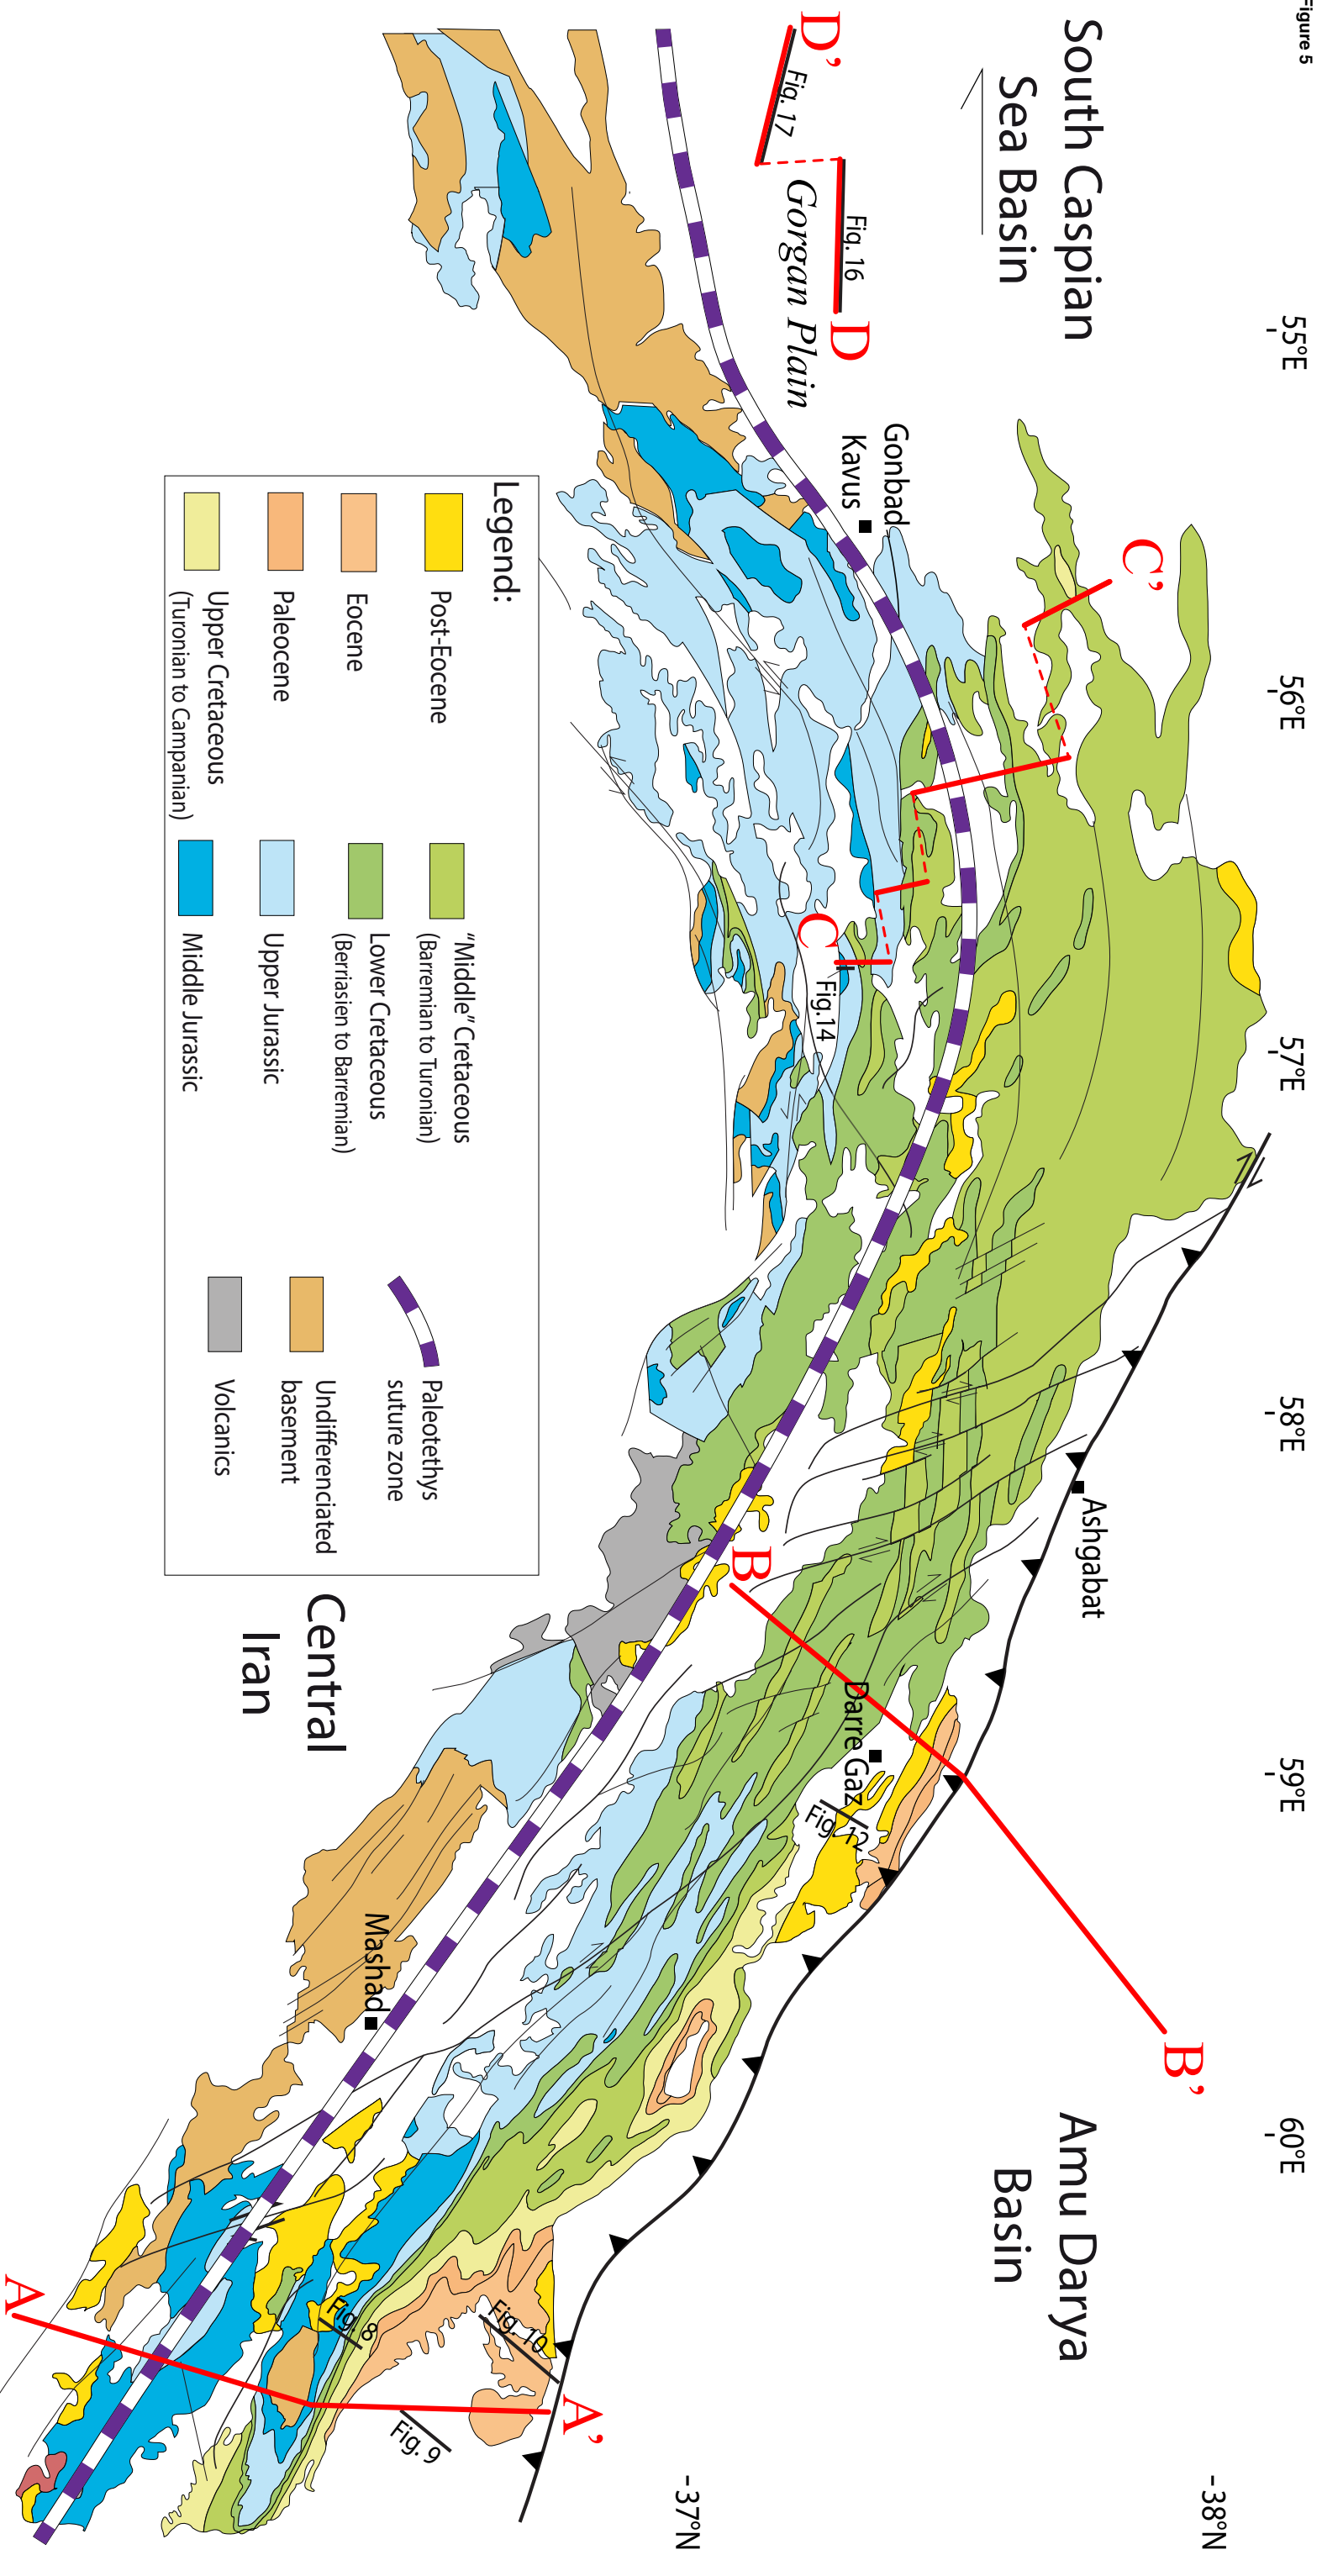 Figure 5
55°E
56°E
57°E
58°E
59°E
60°E
38°N
37°N
South Caspian
Sea Basin
D’
Fig. 17
Fig. 16
D
Gorgan Plain
Gonbad
Kavus
C’
C
Fig.14
Ashgabat
B
B’
Darre Gaz
Fig. 12
Amu Darya
Basin
Central
Iran
Mashad
A
A’
Fig. 8
Fig. 10
Fig. 9
Legend:
Post-Eocene
Eocene
Paleocene
Upper Cretaceous
(Turonian to Campanian)
“Middle” Cretaceous
(Barremian to Turonian)
Lower Cretaceous
(Berriasien to Barremian)
Upper Jurassic
Middle Jurassic
Paleotethys
suture zone
Undifferenciated
basement
Volcanics